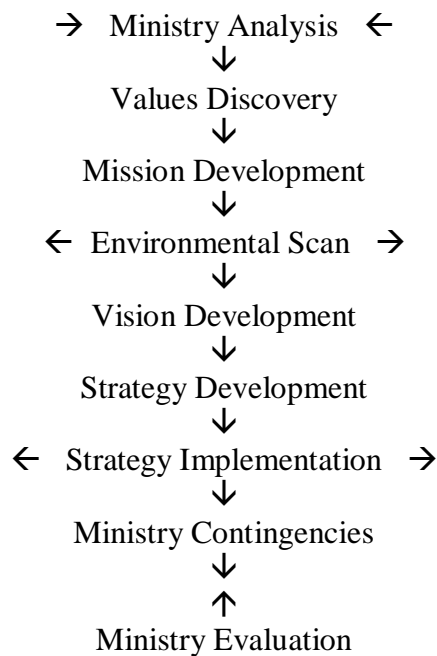 → Ministry Analysis ←
↓
Values Discovery
↓
Mission Development
↓
← Environmental Scan →
↓
Vision Development
↓
Strategy Development
↓
← Strategy Implementation →
↓
Ministry Contingencies
↓
↑
Ministry Evaluation